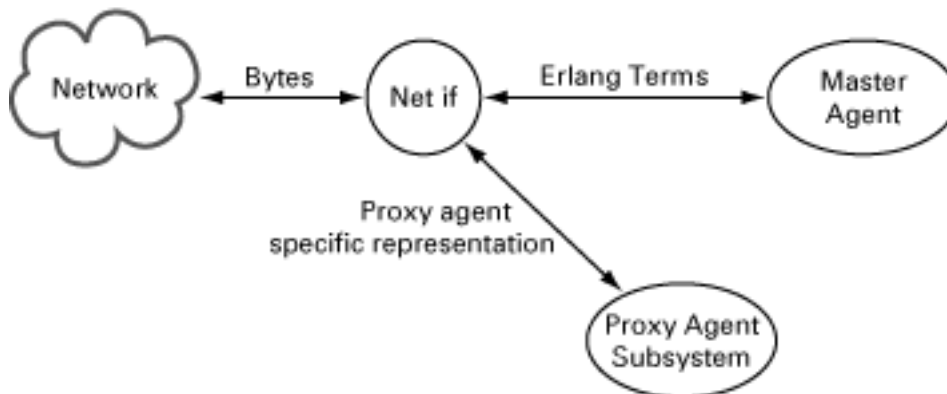 Network
Bytes
Net if
Erlang Terms
Master
Agent
Proxy agent
specific representation
Proxy Agent
Subsystem